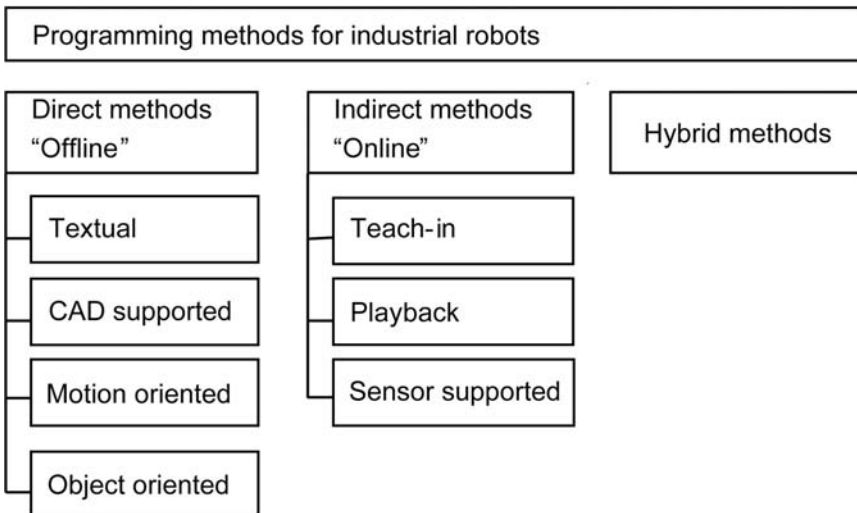 Programming methods for industrial robots
Direct methods
“Offline”
Textual
CAD supported
Motion oriented
Object oriented
Indirect methods
“Online”
Teach-in
Playback
Sensor supported
Hybrid methods